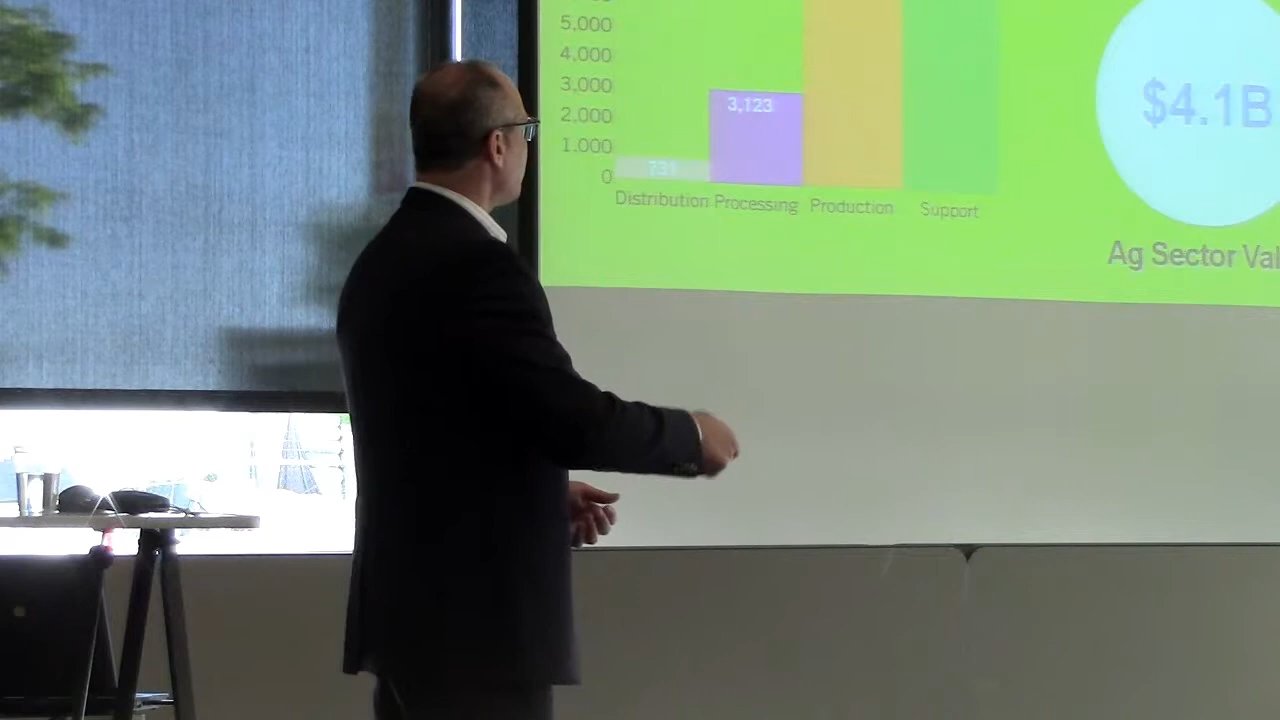 5,000
4,000
3,000
2,000
1.000
0
3,123
731
Distribution Processing Production Support
$4.1B
Ag Sector Val